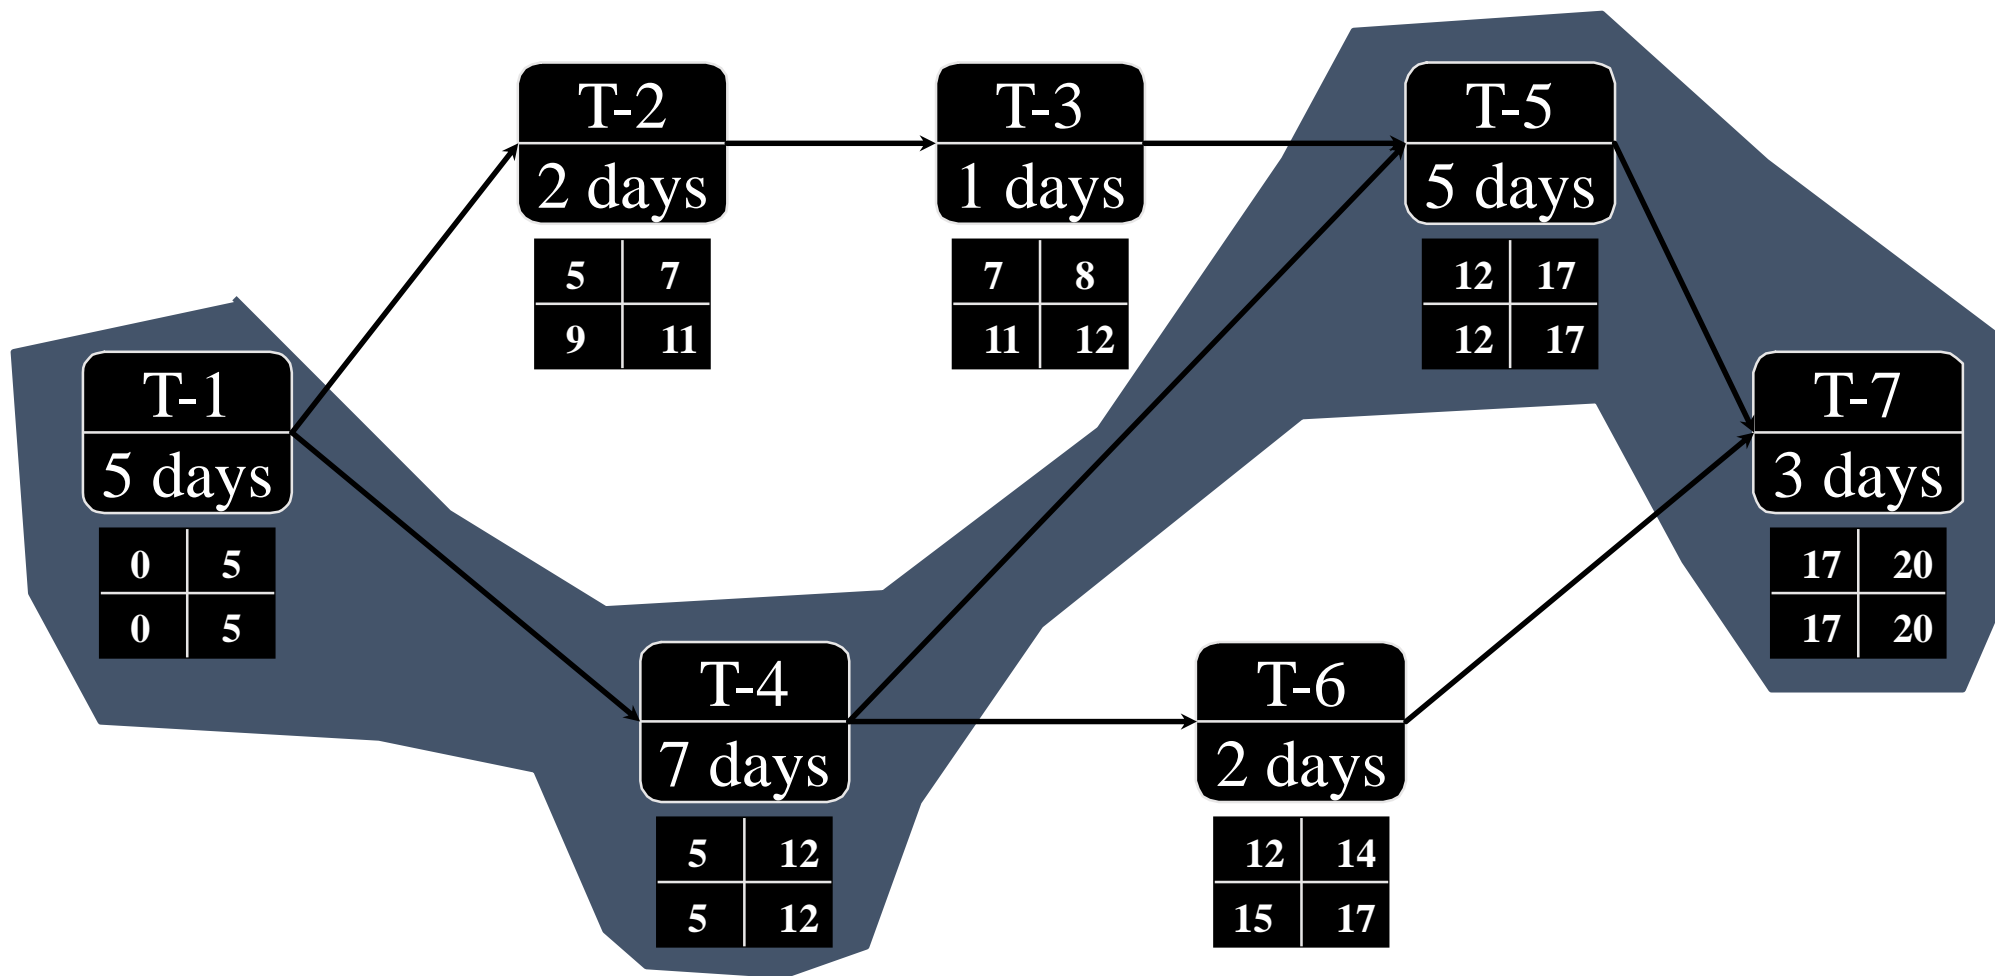 T-2
2 days
5 7
9 11
T-3
1 days
7 8
11 12
T-5
5 days
12 17
12 17
T-1
5 days
0 5
0 5
T-7
3 days
17 20
17 20
T-4
7 days
5 12
5 12
T-6
2 days
12 14
15 17